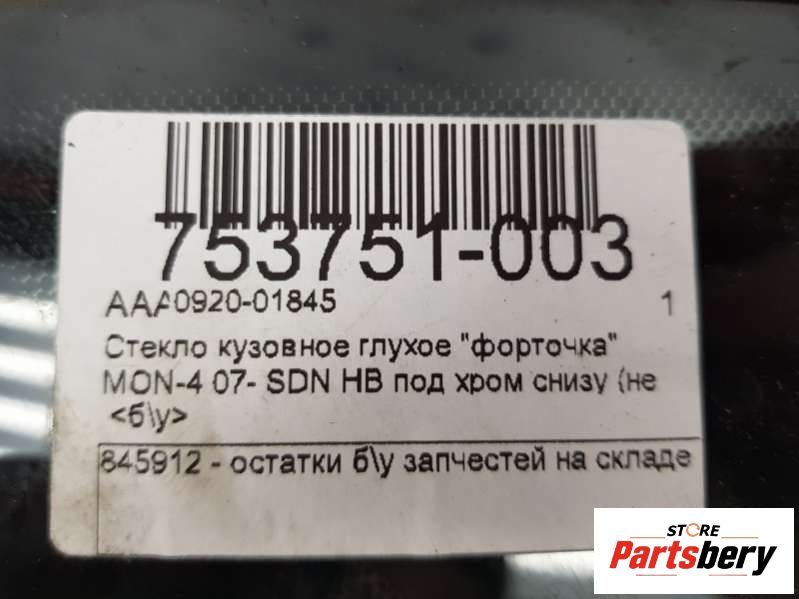 753751-003
AAA0920-01845 1
Стекло кузовное глухое "форточка"
MON-4 07- SDN HB под хром снизу (не
<б\у>
845912 - остатки б\у запчестей на складе
STORE
Partsbery